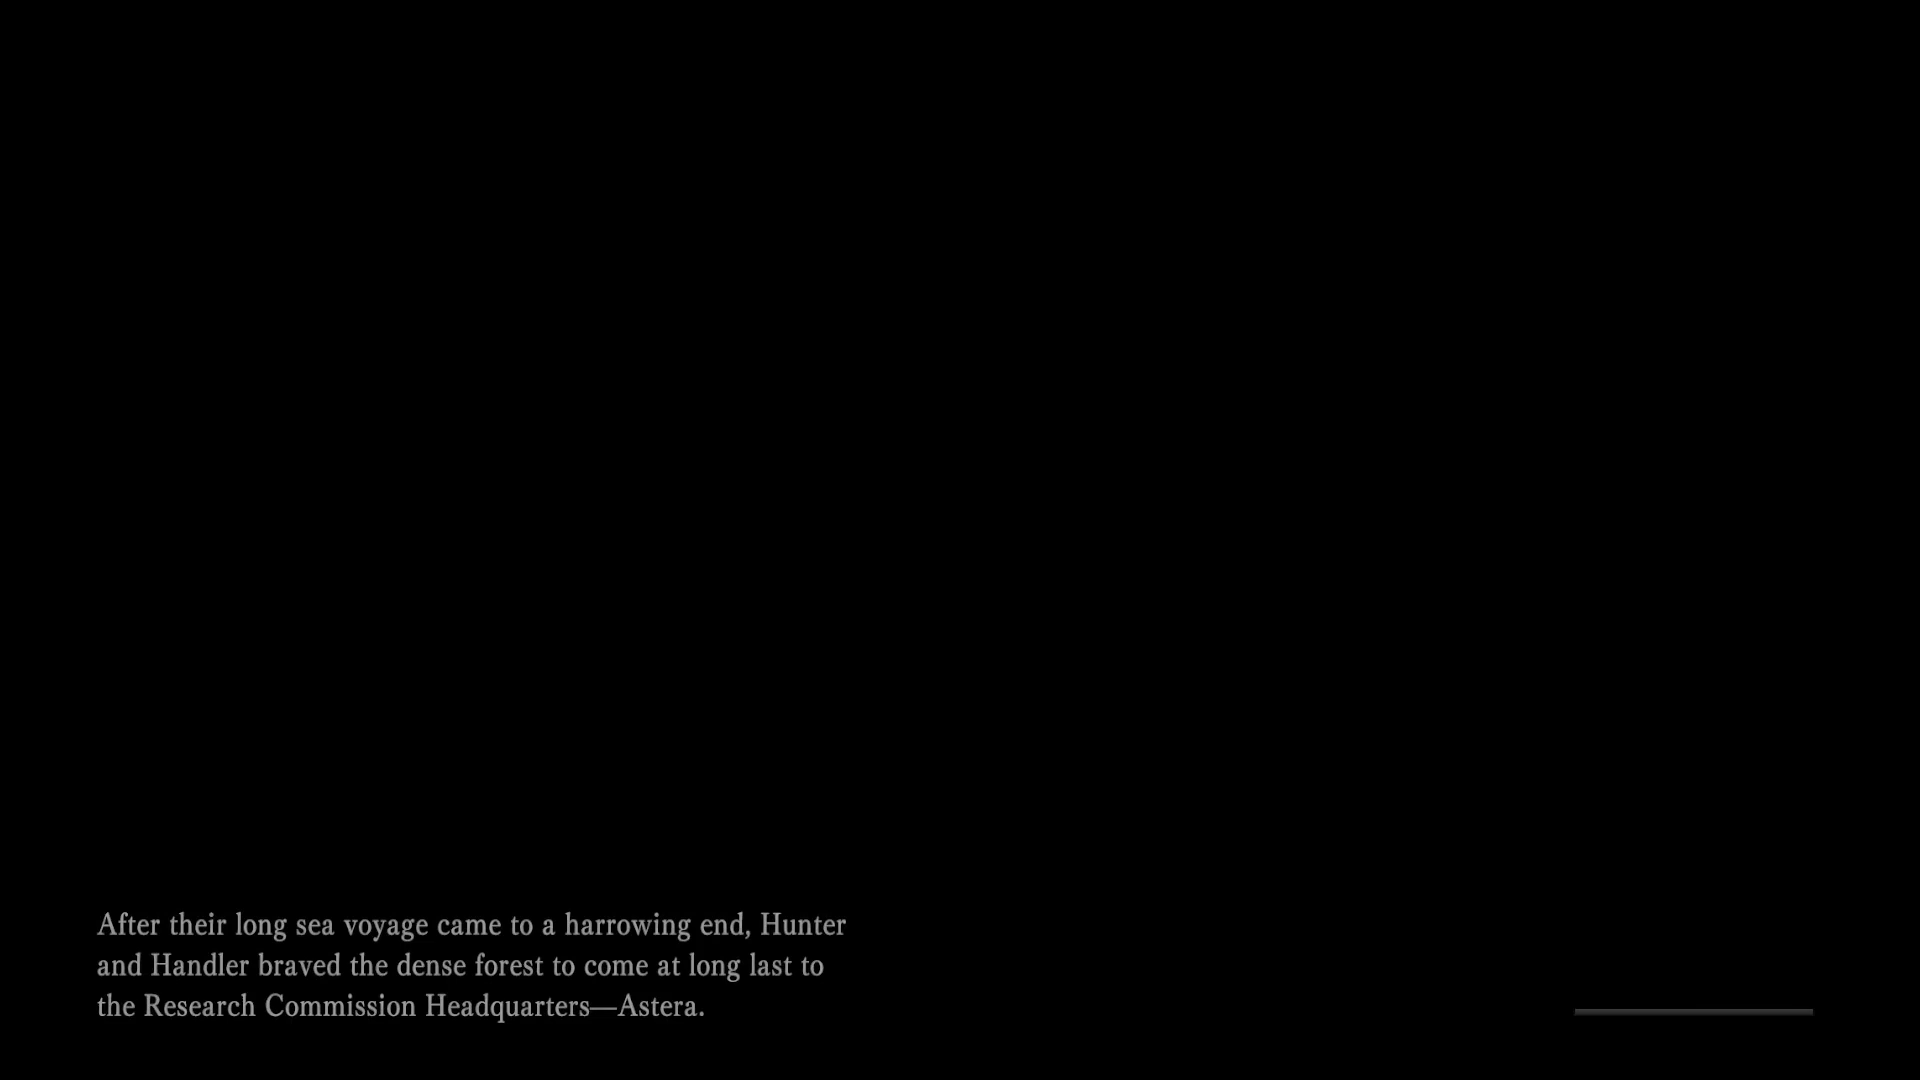 After their long sea voyage came to a harrowing end, Hunter
and Handler braved the dense forest to come at long last to
the Research Commission Headquarters—Astera.